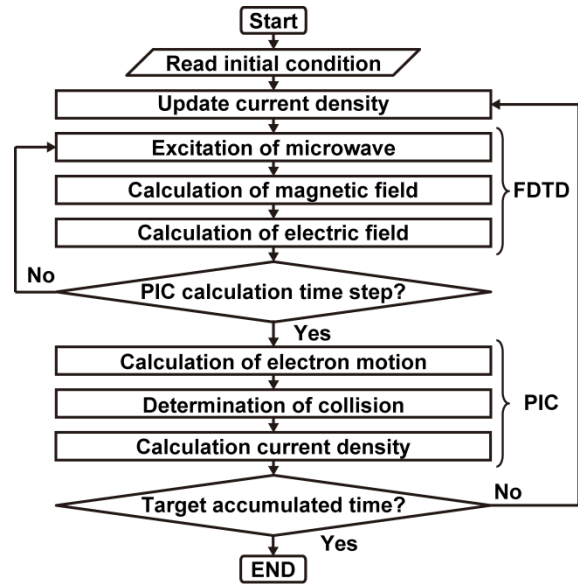 Start
Read initial condition
Update current density
Excitation of microwave
Calculation of magnetic field
FDTD
Calculation of electric field
No
PIC calculation time step?
Yes
Calculation of electron motion
Determination of collision
PIC
Calculation current density
Target accumulated time?
No
Yes
END